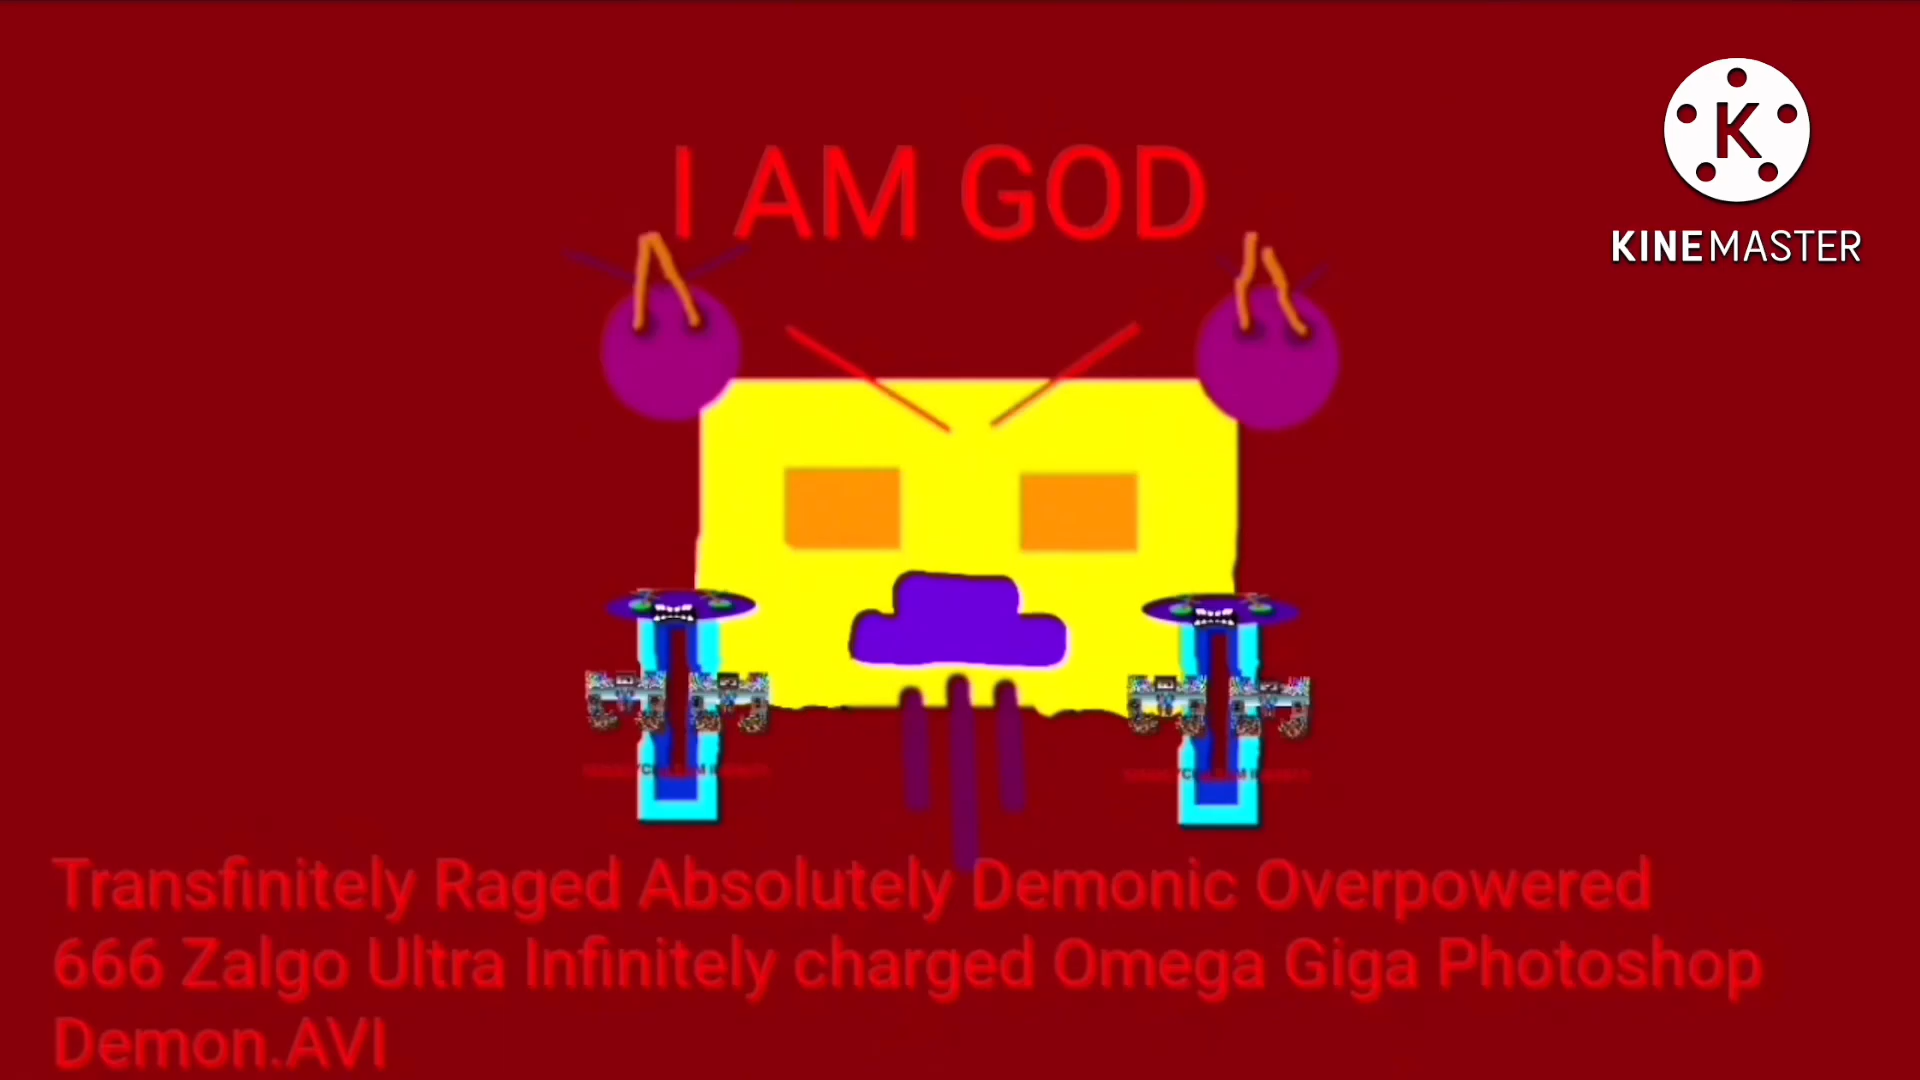 I AM GOD
K
KINEMASTER
Transfinitely Raged Absolutely Demonic Overpowered
666 Zalgo Ultra Infinitely charged Omega Giga Photoshop
Demon.AVI